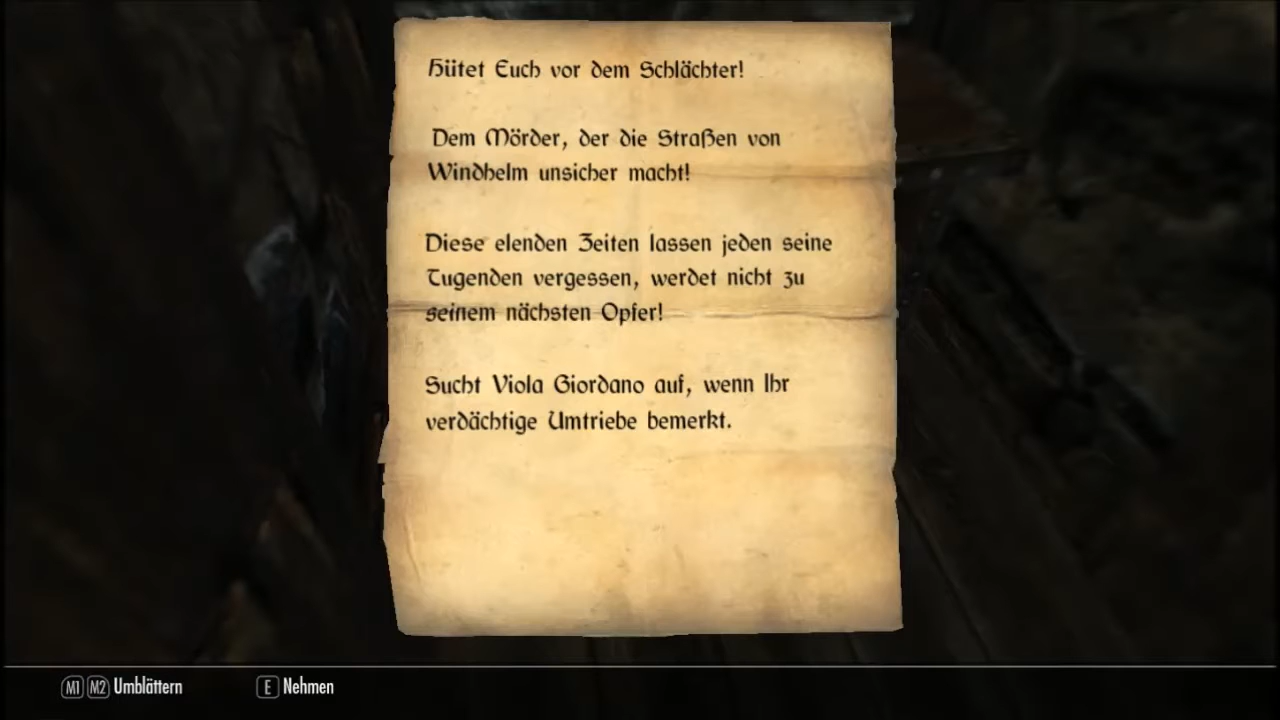 Hütet Euch vor dem Schlächter!
Dem Mörder, der die Straßen von
Windhelm unsicher macht!
Diese elenden Zeiten lassen jeden seine
Tugenden vergessen, werdet nicht zu
seinem nächsten Opfer!
Sucht Viola Giordano auf, wenn Ihr
verdächtige Umtriebe bemerkt.
M1 M2 Umblättern E Nehmen